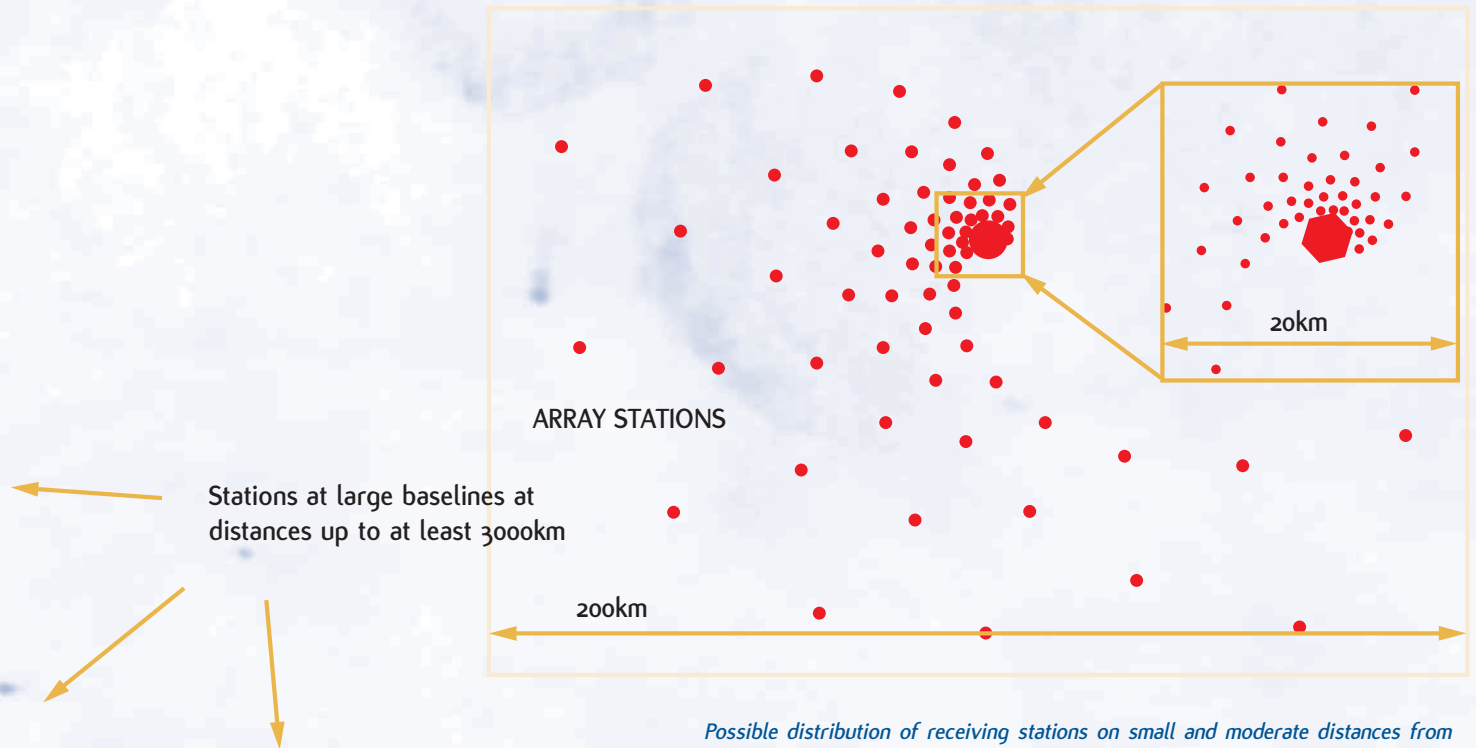 20km
ARRAY STATIONS
Stations at large baselines at
distances up to at least 3000km
200km
Possible distribution of receiving stations on small and moderate distances from